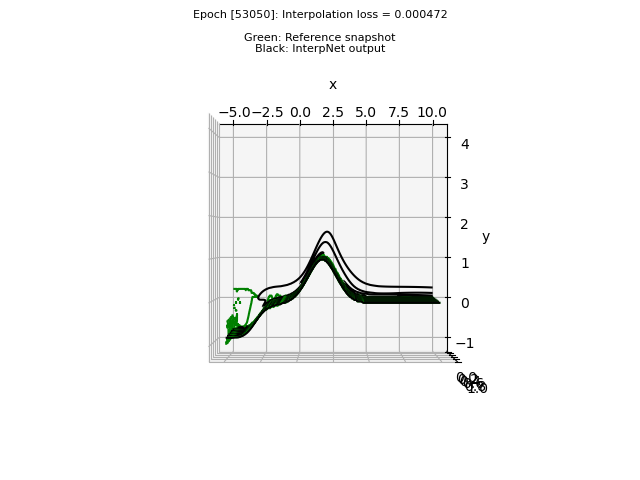 Epoch [53050]: Interpolation loss = 0.000472
Green: Reference snapshot
Black: InterpNet output
x
−5.0 −2.5 0.0 2.5 5.0 7.5 10.0
4
3
2
y
1
0
−1